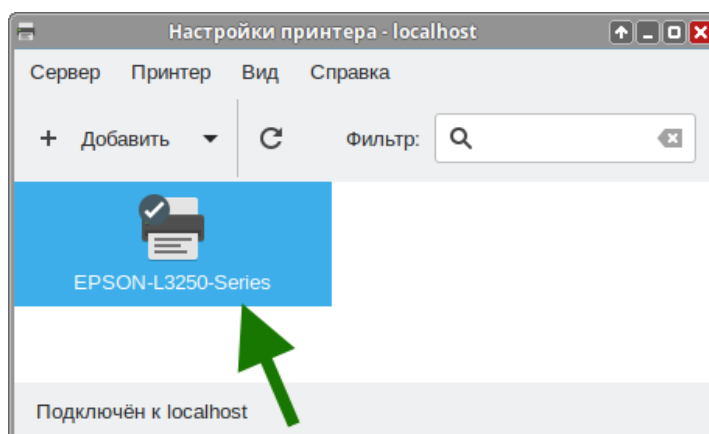 Настройки принтера - localhost
Сервер Принтер Вид Справка
+ Добавить Фильтр:
EPSON-L3250-Series
Подключён к localhost